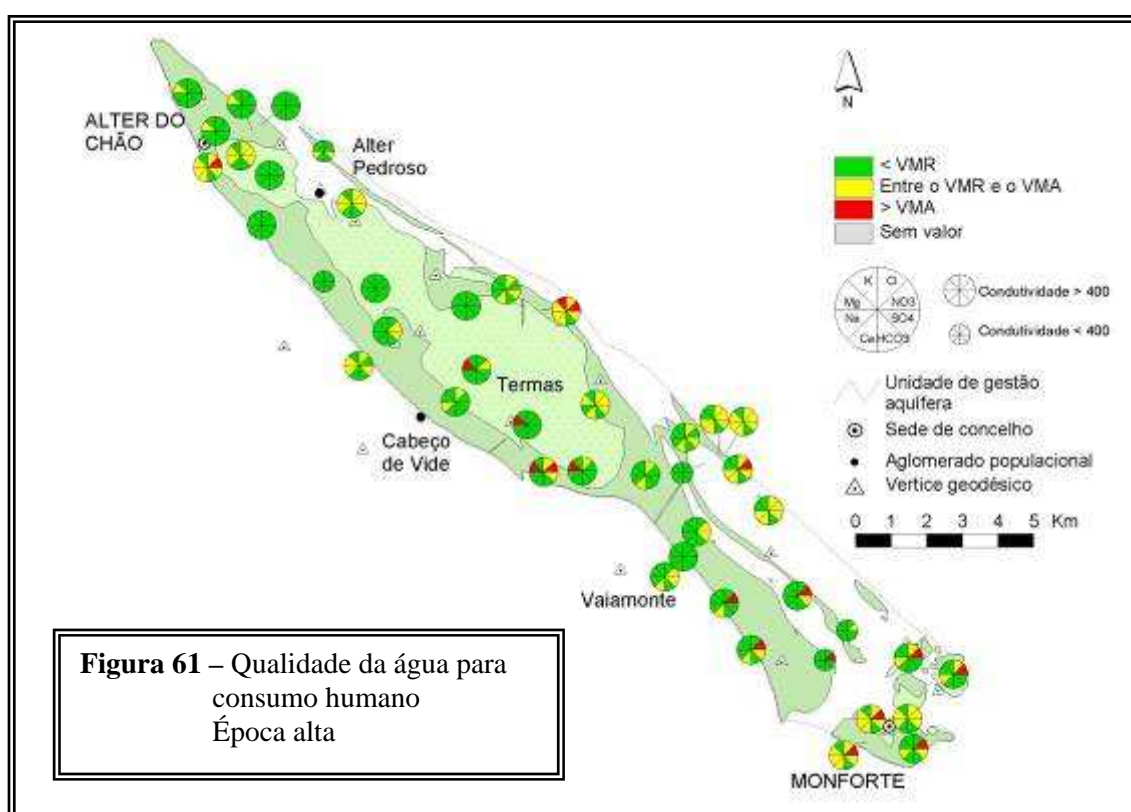 ALTER DO
CHÃO
Alter
Pedroso
Termas
Cabeço
de Vide
Vaiamonte
MONFORTE
N
< VMR
Entre o VMR e o VMA
> VMA
Sem valor
K Cl
Mg NO3
Na SO4
Ca HCO3
Condutividade > 400
Condutividade < 400
Unidade de gestão
aquífera
Sede de concelho
Aglomerado populacional
Vertice geodésico
0 1 2 3 4 5 Km
Figura 61 – Qualidade da água para
consumo humano
Época alta